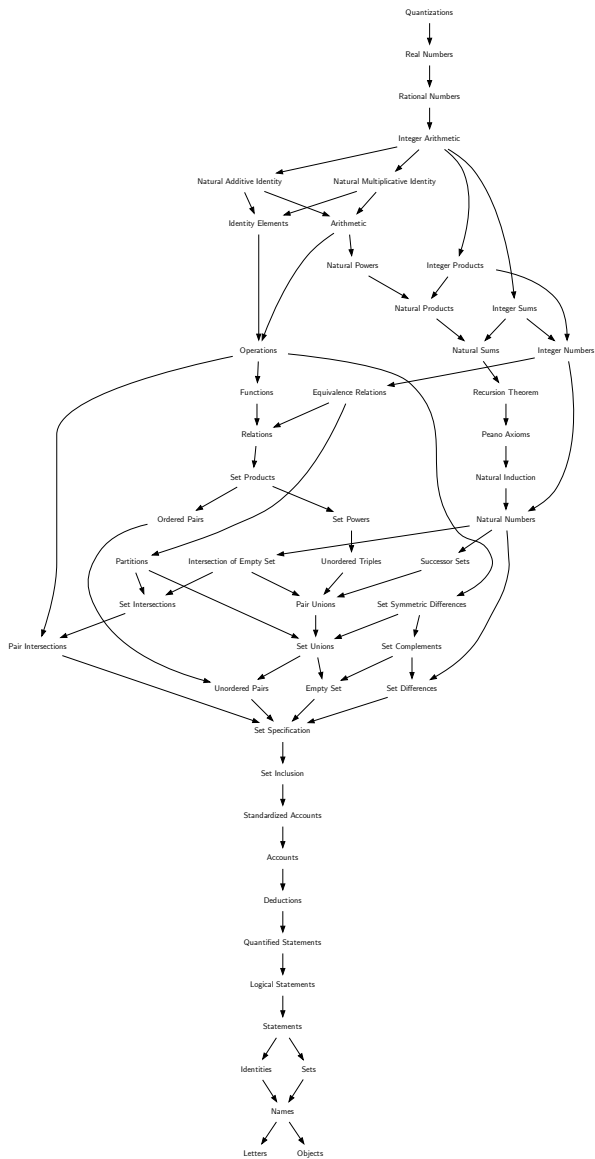 Quantizations
Real Numbers
Rational Numbers
Integer Arithmetic
Natural Additive Identity
Natural Multiplicative Identity
Identity Elements
Arithmetic
Natural Powers
Integer Products
Natural Products
Integer Sums
Operations
Natural Sums
Integer Numbers
Functions
Equivalence Relations
Recursion Theorem
Relations
Peano Axioms
Set Products
Natural Induction
Ordered Pairs
Set Powers
Natural Numbers
Partitions
Intersection of Empty Set
Unordered Triples
Successor Sets
Set Intersections
Pair Unions
Set Symmetric Differences
Pair Intersections
Set Unions
Set Complements
Unordered Pairs
Empty Set
Set Differences
Set Specification
Set Inclusion
Standardized Accounts
Accounts
Deductions
Quantified Statements
Logical Statements
Statements
Identities
Sets
Names
Letters
Objects